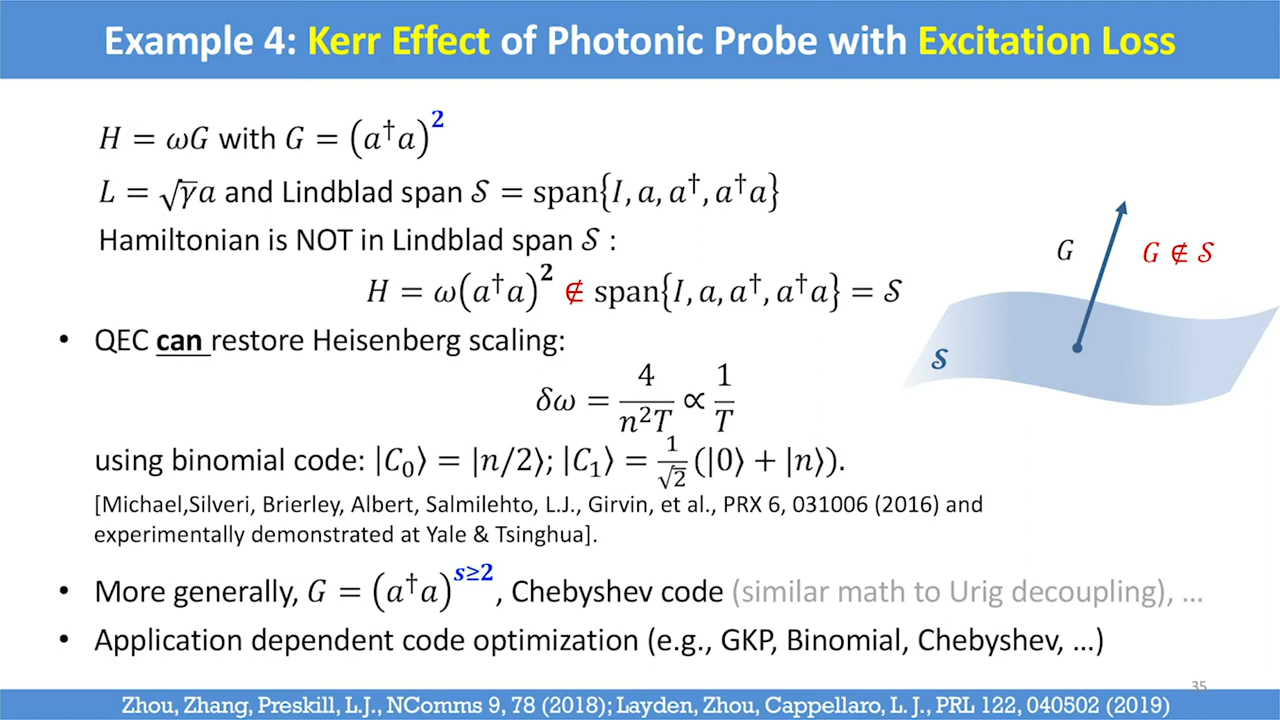 Example 4: Kerr Effect of Photonic Probe with Excitation Loss
H = ωG with G = (a†a)²
L = √γa and Lindblad span 𝒮 = span{I, a, a†, a†a}
Hamiltonian is NOT in Lindblad span 𝒮 :
H = ω(a†a)² ∉ span{I, a, a†, a†a} = 𝒮
G
G ∉ 𝒮
𝒮
• QEC can restore Heisenberg scaling:
δω = 4/(n²T) ∝ 1/T
using binomial code: |C₀⟩ = |n/2⟩; |C₁⟩ = 1/√2 (|0⟩ + |n⟩).
[Michael,Silveri, Brierley, Albert, Salmilehto, L.J., Girvin, et al., PRX 6, 031006 (2016) and
experimentally demonstrated at Yale & Tsinghua].
• More generally, G = (a†a)^(s≥2), Chebyshev code (similar math to Urig decoupling), ...
• Application dependent code optimization (e.g., GKP, Binomial, Chebyshev, ...)
35
Zhou, Zhang, Preskill, L.J., NComms 9, 78 (2018); Layden, Zhou, Cappellaro, L. J., PRL 122, 040502 (2019)